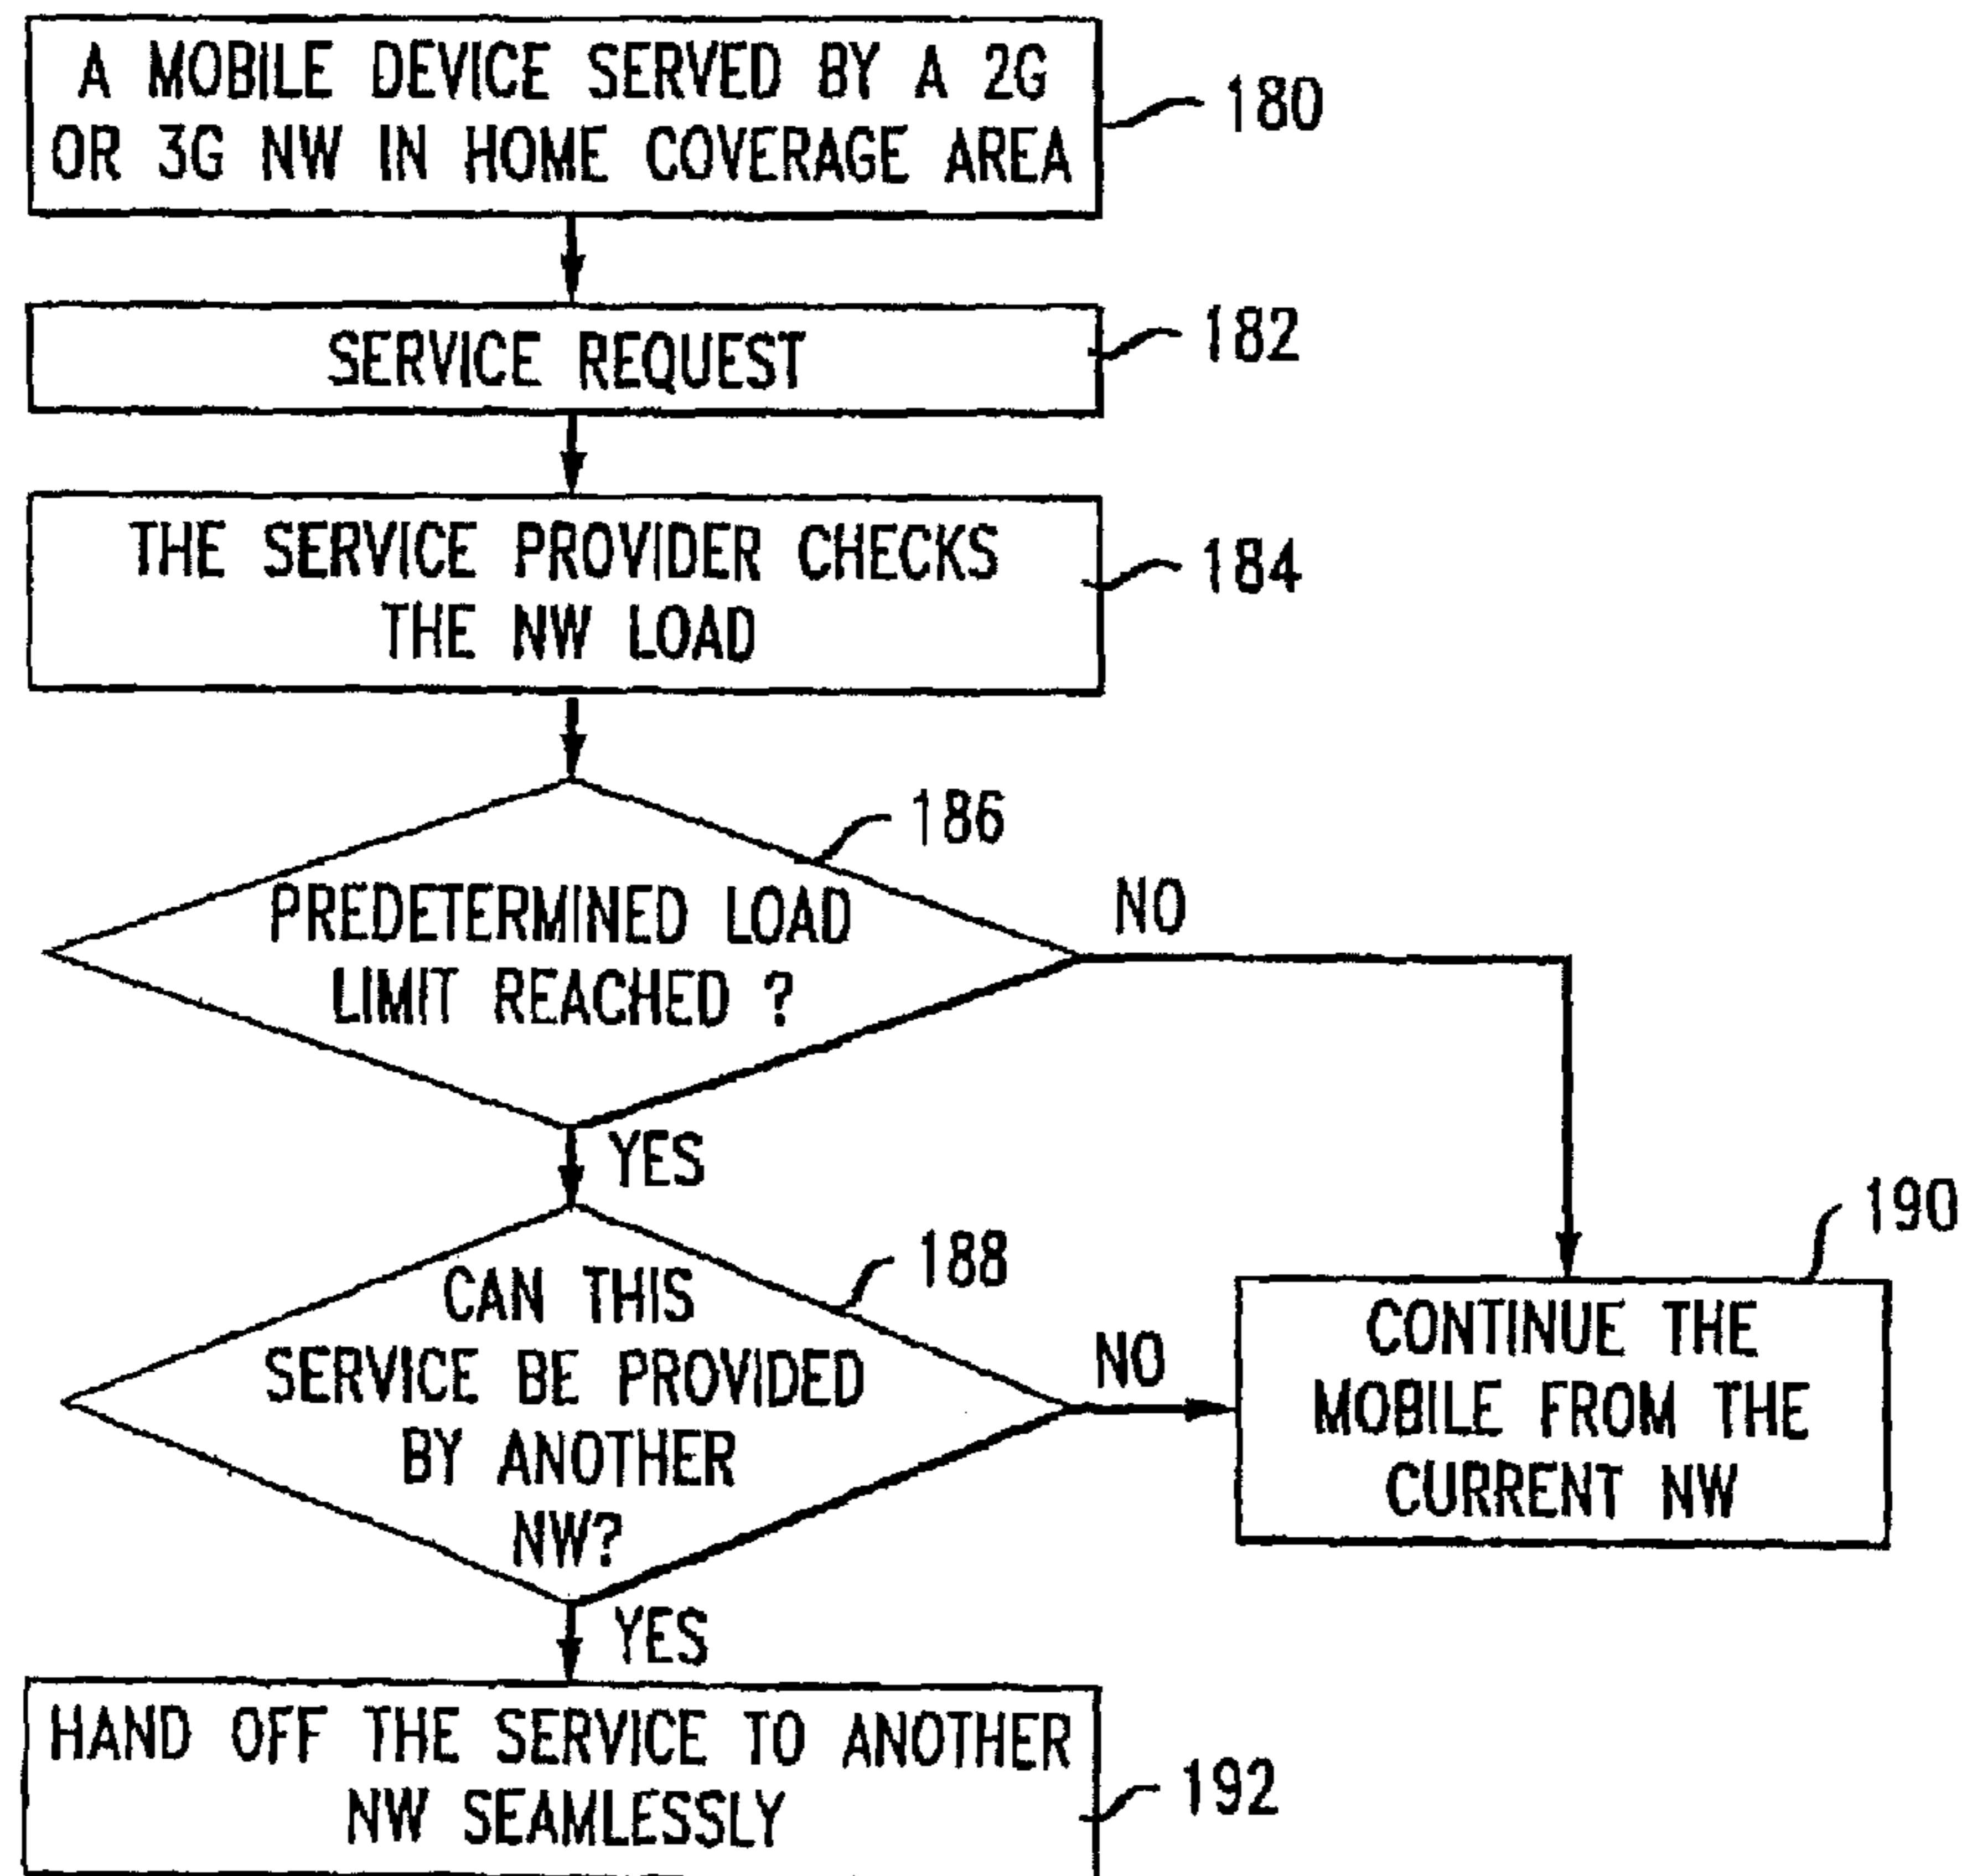 A MOBILE DEVICE SERVED BY A 2G
OR 3G NW IN HOME COVERAGE AREA
180
SERVICE REQUEST
182
THE SERVICE PROVIDER CHECKS
THE NW LOAD
184
186
PREDETERMINED LOAD
LIMIT REACHED ?
NO
YES
188
CAN THIS
SERVICE BE PROVIDED
BY ANOTHER
NW?
NO
190
CONTINUE THE
MOBILE FROM THE
CURRENT NW
YES
HAND OFF THE SERVICE TO ANOTHER
NW SEAMLESSLY
192